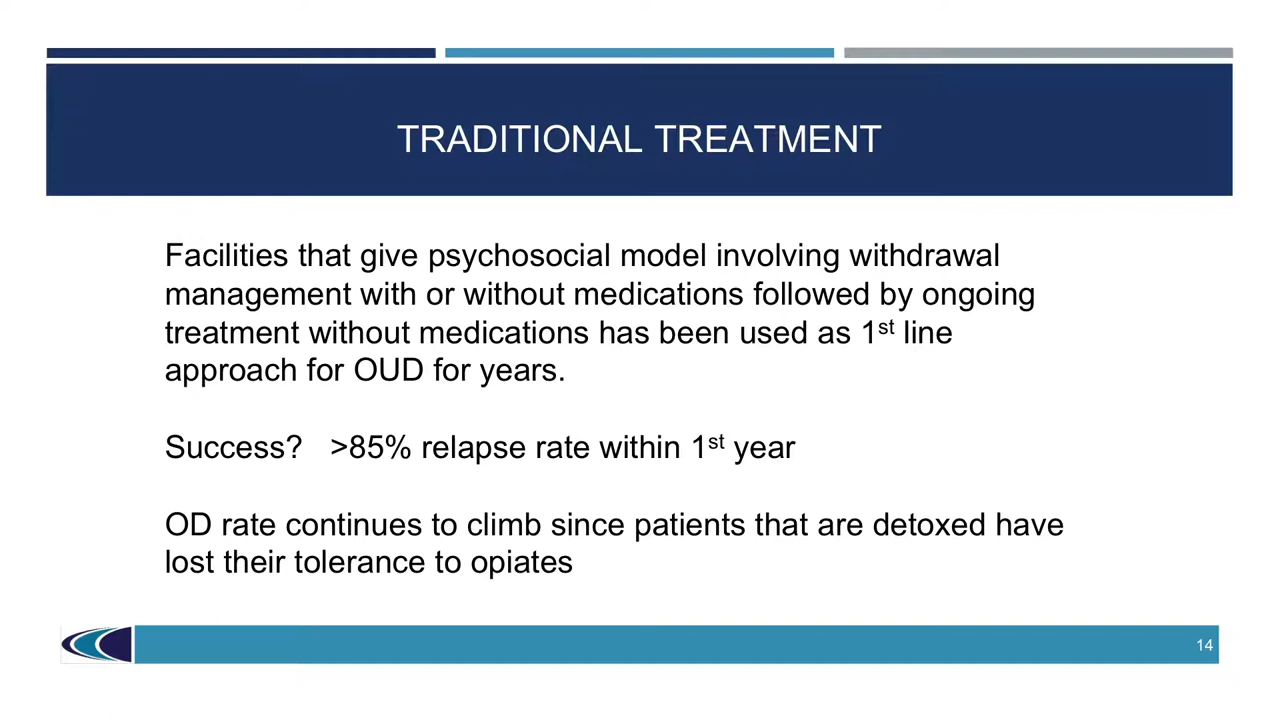 TRADITIONAL TREATMENT
Facilities that give psychosocial model involving withdrawal
management with or without medications followed by ongoing
treatment without medications has been used as 1st line
approach for OUD for years.
Success? >85% relapse rate within 1st year
OD rate continues to climb since patients that are detoxed have
lost their tolerance to opiates
14